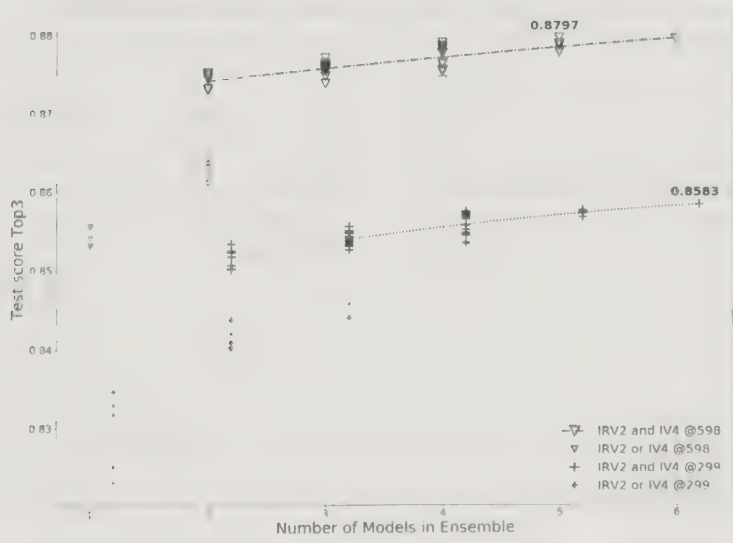 0.8797
0.88
0.87
0.86
0.8583
0.85
0.84
0.83
Test score Top3
IRV2 and IV4 @598
IRV2 or IV4 @598
IRV2 and IV4 @299
IRV2 or IV4 @299
3 4 5 6
Number of Models in Ensemble